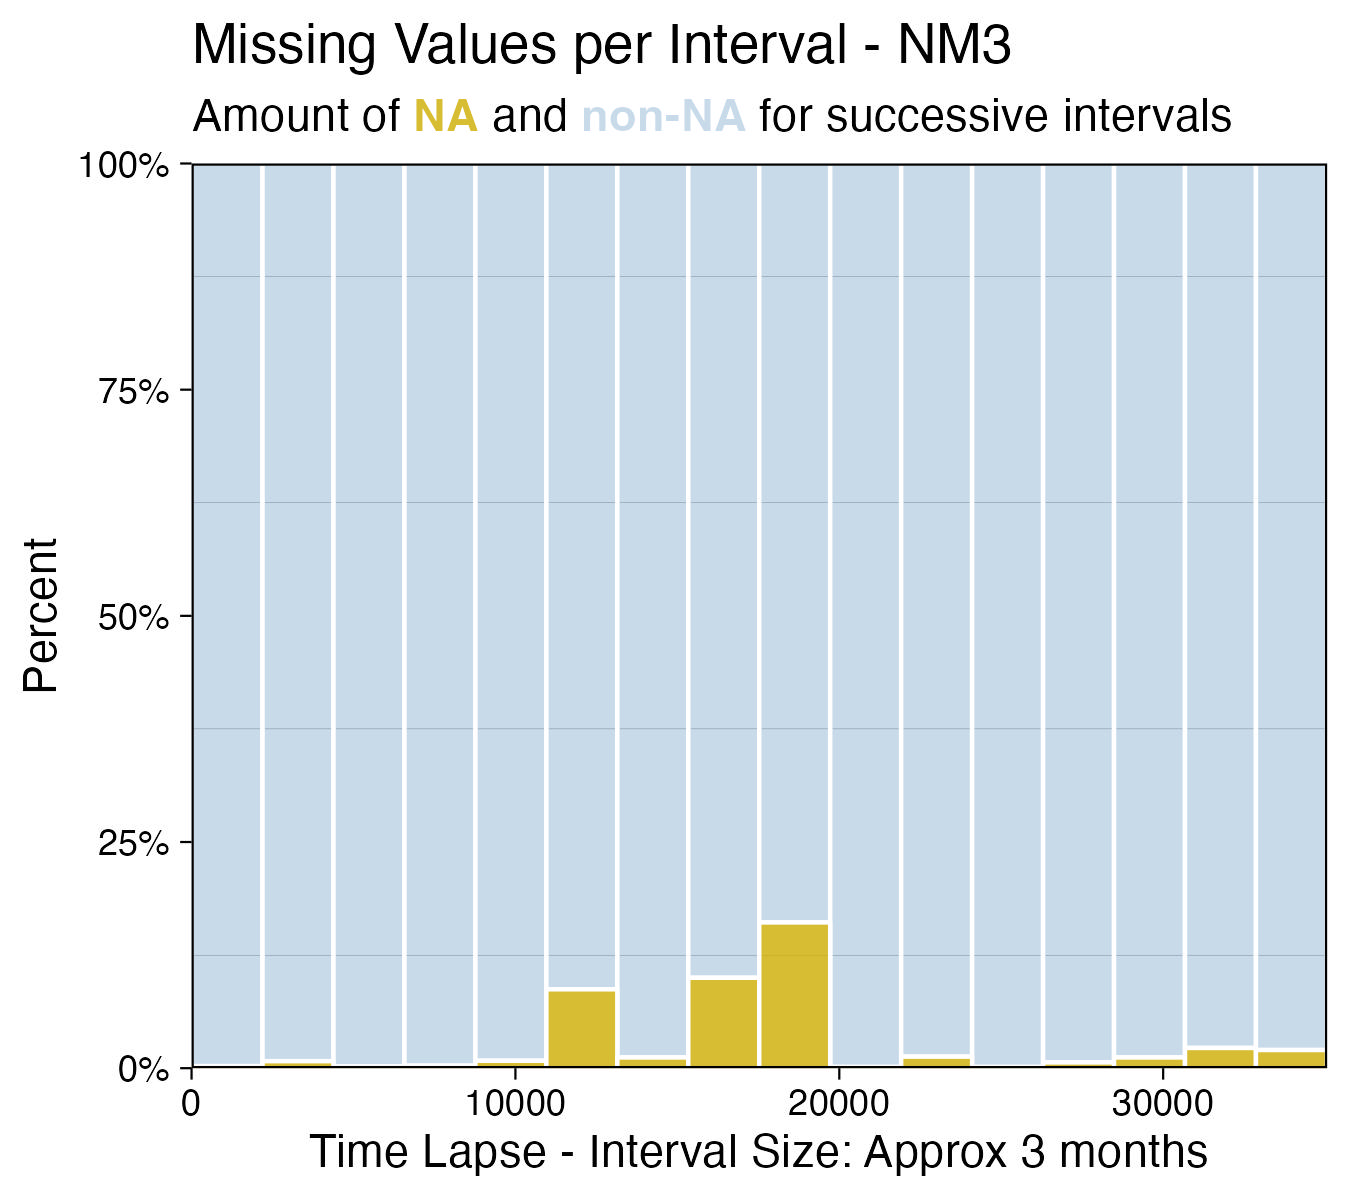 Missing Values per Interval - NM3
Amount of NA and non-NA for successive intervals
100%
75%
50%
25%
0%
Percent
0 10000 20000 30000
Time Lapse - Interval Size: Approx 3 months